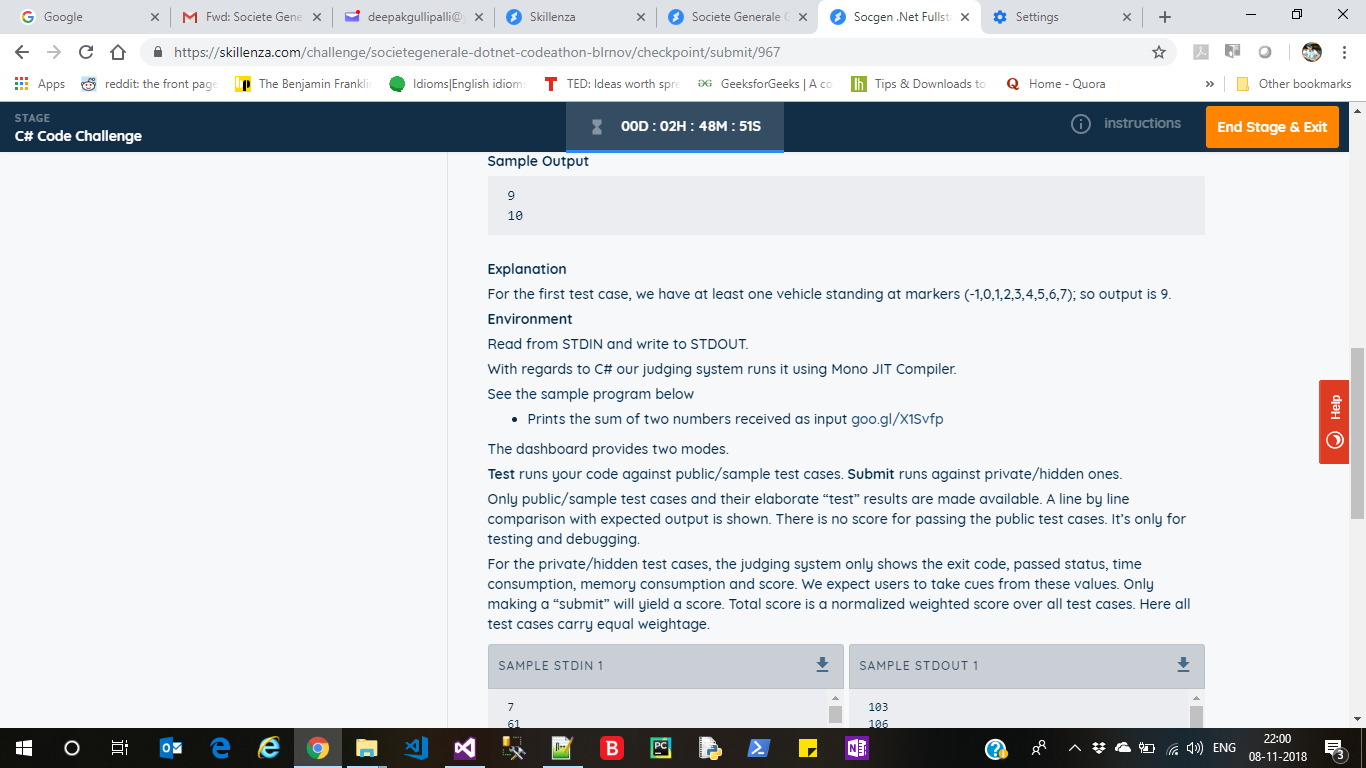 Google
Fwd: Societe Gene
deepakgullipalli@
Skillenza
Societe Generale
Socgen .Net Fullst
Settings
https://skillenza.com/challenge/societegenerale-dotnet-codeathon-blrnov/checkpoint/submit/967
Apps
reddit: the front page
The Benjamin Franklin
Idioms|English idiom
TED: Ideas worth spre
GeeksforGeeks | A co
Tips & Downloads to
Home - Quora
»
Other bookmarks
STAGE
C# Code Challenge
00D : 02H : 48M : 51S
instructions
End Stage & Exit
Sample Output
9
10
Explanation
For the first test case, we have at least one vehicle standing at markers (-1,0,1,2,3,4,5,6,7); so output is 9.
Environment
Read from STDIN and write to STDOUT.
With regards to C# our judging system runs it using Mono JIT Compiler.
See the sample program below
• Prints the sum of two numbers received as input goo.gl/X1Svfp
The dashboard provides two modes.
Test runs your code against public/sample test cases. Submit runs against private/hidden ones.
Only public/sample test cases and their elaborate “test” results are made available. A line by line
comparison with expected output is shown. There is no score for passing the public test cases. It’s only for
testing and debugging.
For the private/hidden test cases, the judging system only shows the exit code, passed status, time
consumption, memory consumption and score. We expect users to take cues from these values. Only
making a “submit” will yield a score. Total score is a normalized weighted score over all test cases. Here all
test cases carry equal weightage.
SAMPLE STDIN 1
SAMPLE STDOUT 1
7
61
103
106
Help
ENG
22:00
08-11-2018
3